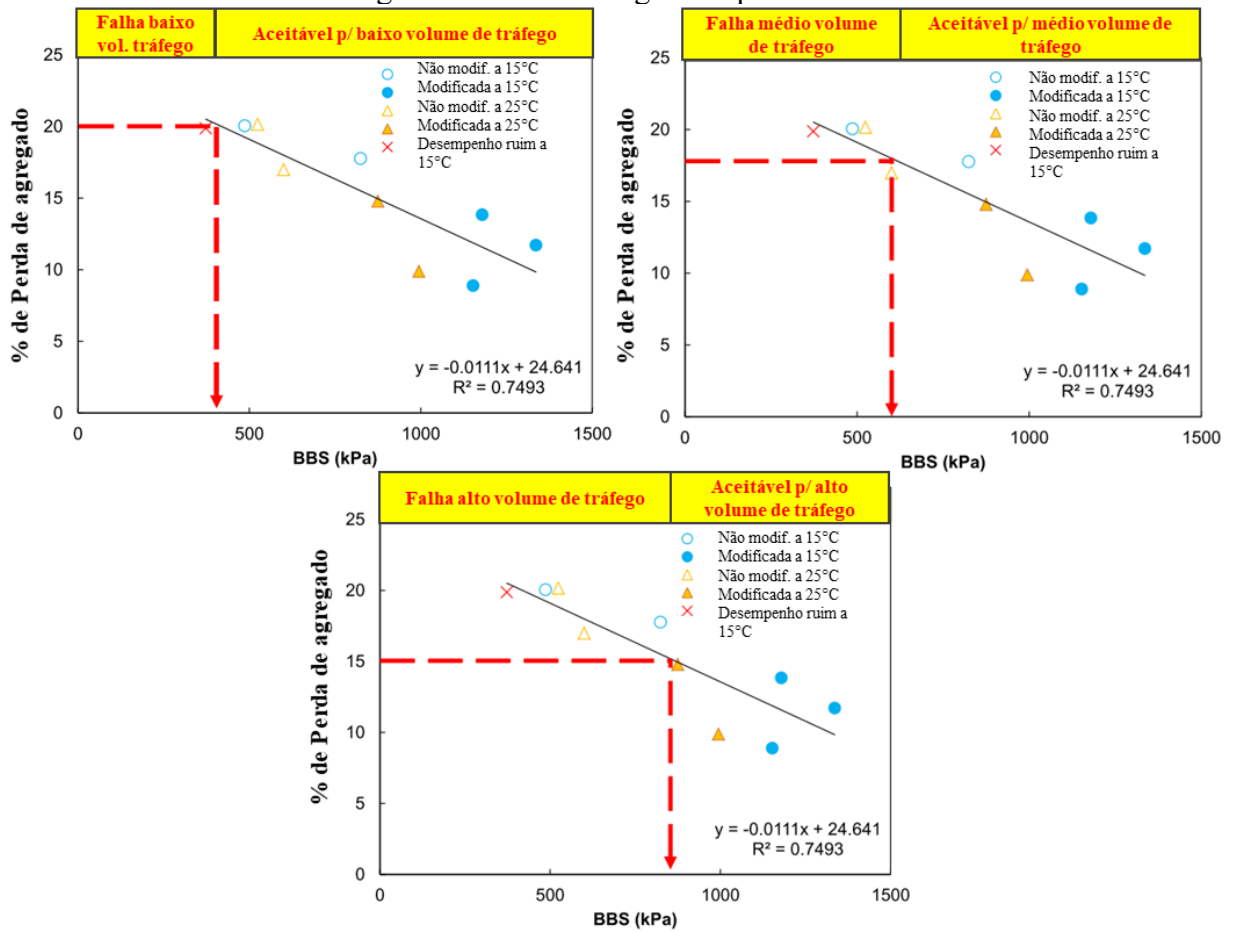 Falha baixo
vol. tráfego
Aceitável p/ baixo volume de tráfego
25
20
15
10
5
0
% de Perda de agregado
Não modif. a 15°C
Modificada a 15°C
Não modif. a 25°C
Modificada a 25°C
Desempenho ruim a
15°C
y = -0.0111x + 24.641
R² = 0.7493
0
500
1000
1500
BBS (kPa)
Falha médio volume
de tráfego
Aceitável p/ médio volume de
tráfego
25
20
15
10
5
0
% de Perda de agregado
Não modif. a 15°C
Modificada a 15°C
Não modif. a 25°C
Modificada a 25°C
Desempenho ruim a
15°C
y = -0.0111x + 24.641
R² = 0.7493
0
500
1000
1500
BBS (kPa)
Falha alto volume de tráfego
Aceitável p/ alto
volume de tráfego
25
20
15
10
5
0
% de Perda de agregado
Não modif. a 15°C
Modificada a 15°C
Não modif. a 25°C
Modificada a 25°C
Desempenho ruim a
15°C
y = -0.0111x + 24.641
R² = 0.7493
0
500
1000
1500
BBS (kPa)